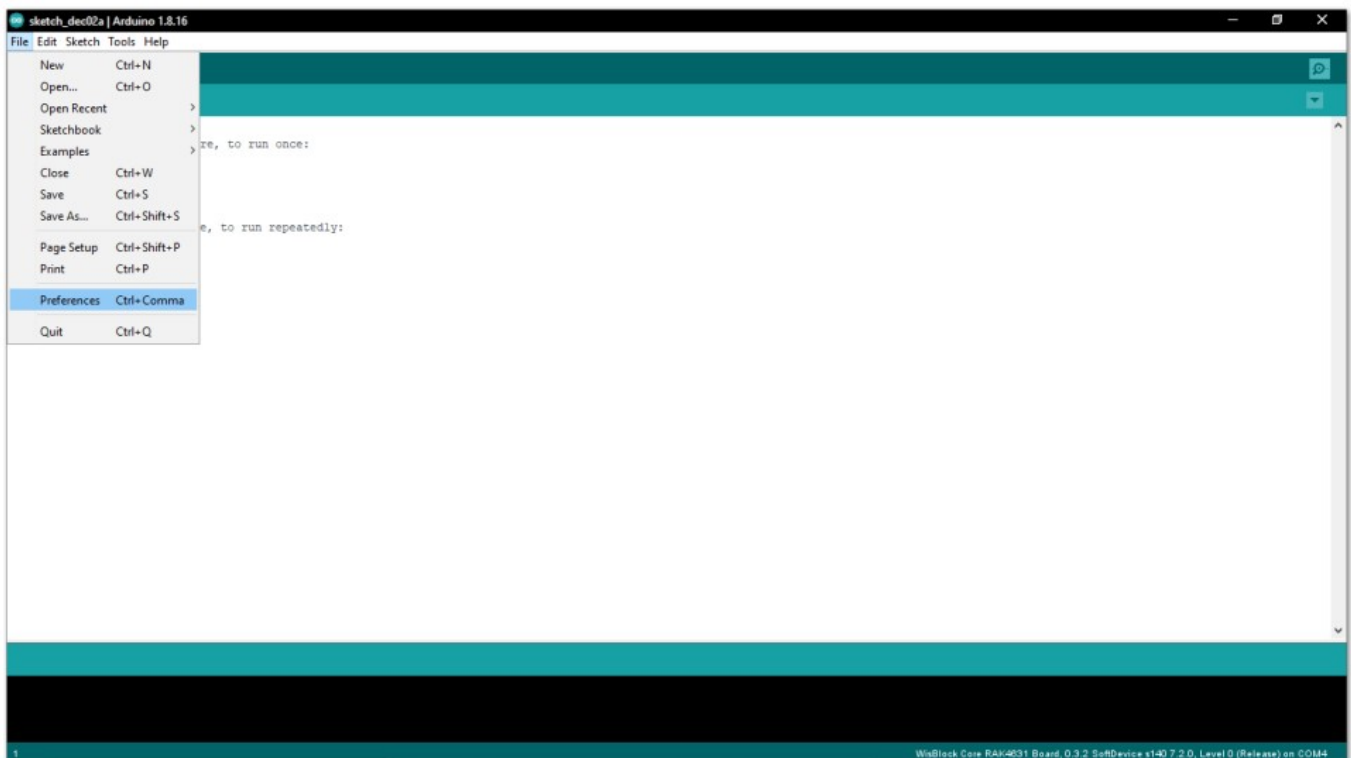 sketch_dec02a | Arduino 1.8.16
File Edit Sketch Tools Help
New Ctrl+N
Open... Ctrl+O
Open Recent
Sketchbook
Examples
re, to run once:
Close Ctrl+W
Save Ctrl+S
Save As... Ctrl+Shift+S
e, to run repeatedly:
Page Setup Ctrl+Shift+P
Print Ctrl+P
Preferences Ctrl+Comma
Quit Ctrl+Q
1 WisBlock Core RAK4631 Board, 0.3.2 SoftDevice s140 7.2.0, Level 0 (Release) on COM4